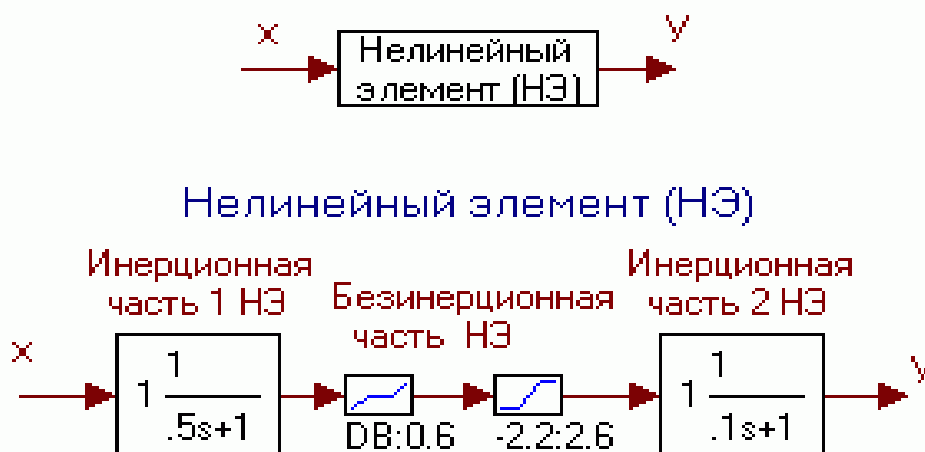 x
y
Нелинейный
элемент (НЭ)
Нелинейный элемент (НЭ)
Инерционная
часть 1 НЭ
Безинерционная
часть НЭ
Инерционная
часть 2 НЭ
x
1 1
.5s+1
DB:0.6
-2.2:2.6
1 1
.1s+1
y